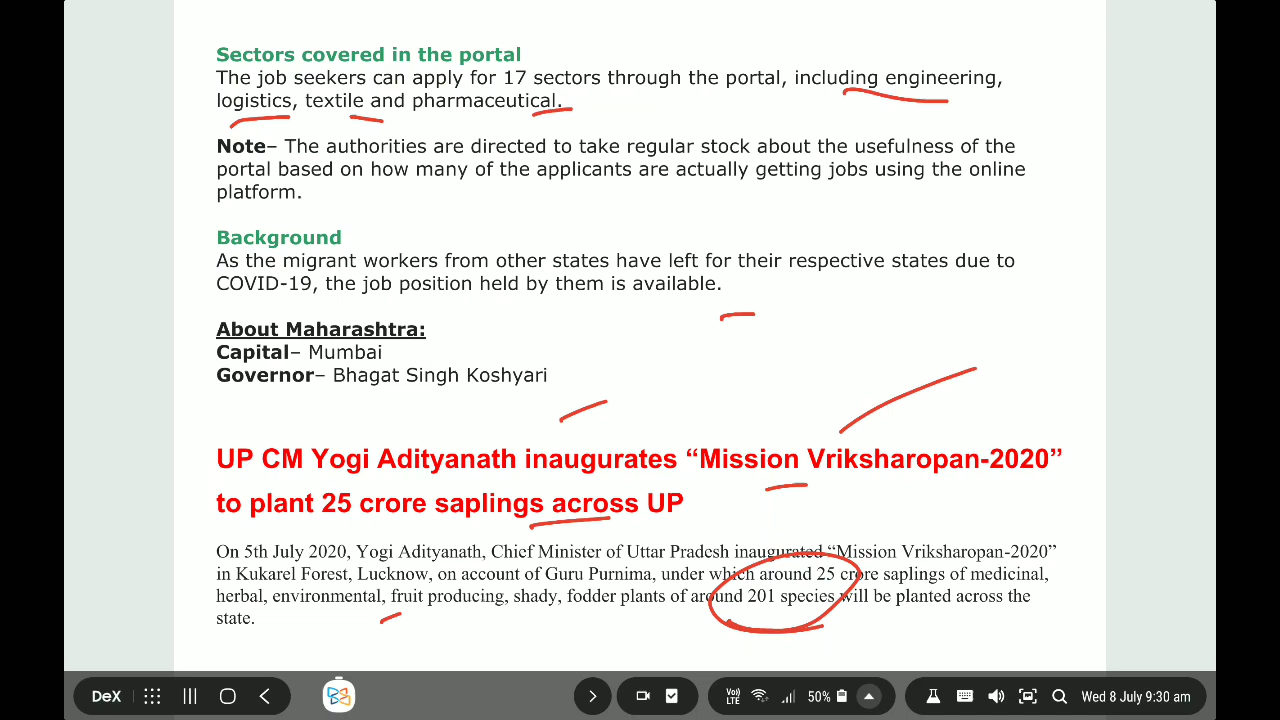 Sectors covered in the portal
The job seekers can apply for 17 sectors through the portal, including engineering,
logistics, textile and pharmaceutical.
Note– The authorities are directed to take regular stock about the usefulness of the
portal based on how many of the applicants are actually getting jobs using the online
platform.
Background
As the migrant workers from other states have left for their respective states due to
COVID-19, the job position held by them is available.
About Maharashtra:
Capital– Mumbai
Governor– Bhagat Singh Koshyari
UP CM Yogi Adityanath inaugurates “Mission Vriksharopan-2020”
to plant 25 crore saplings across UP
On 5th July 2020, Yogi Adityanath, Chief Minister of Uttar Pradesh inaugurated “Mission Vriksharopan-2020”
in Kukarel Forest, Lucknow, on account of Guru Purnima, under which around 25 crore saplings of medicinal,
herbal, environmental, fruit producing, shady, fodder plants of around 201 species will be planted across the
state.
DeX Vo)) LTE 50% Wed 8 July 9:30 am